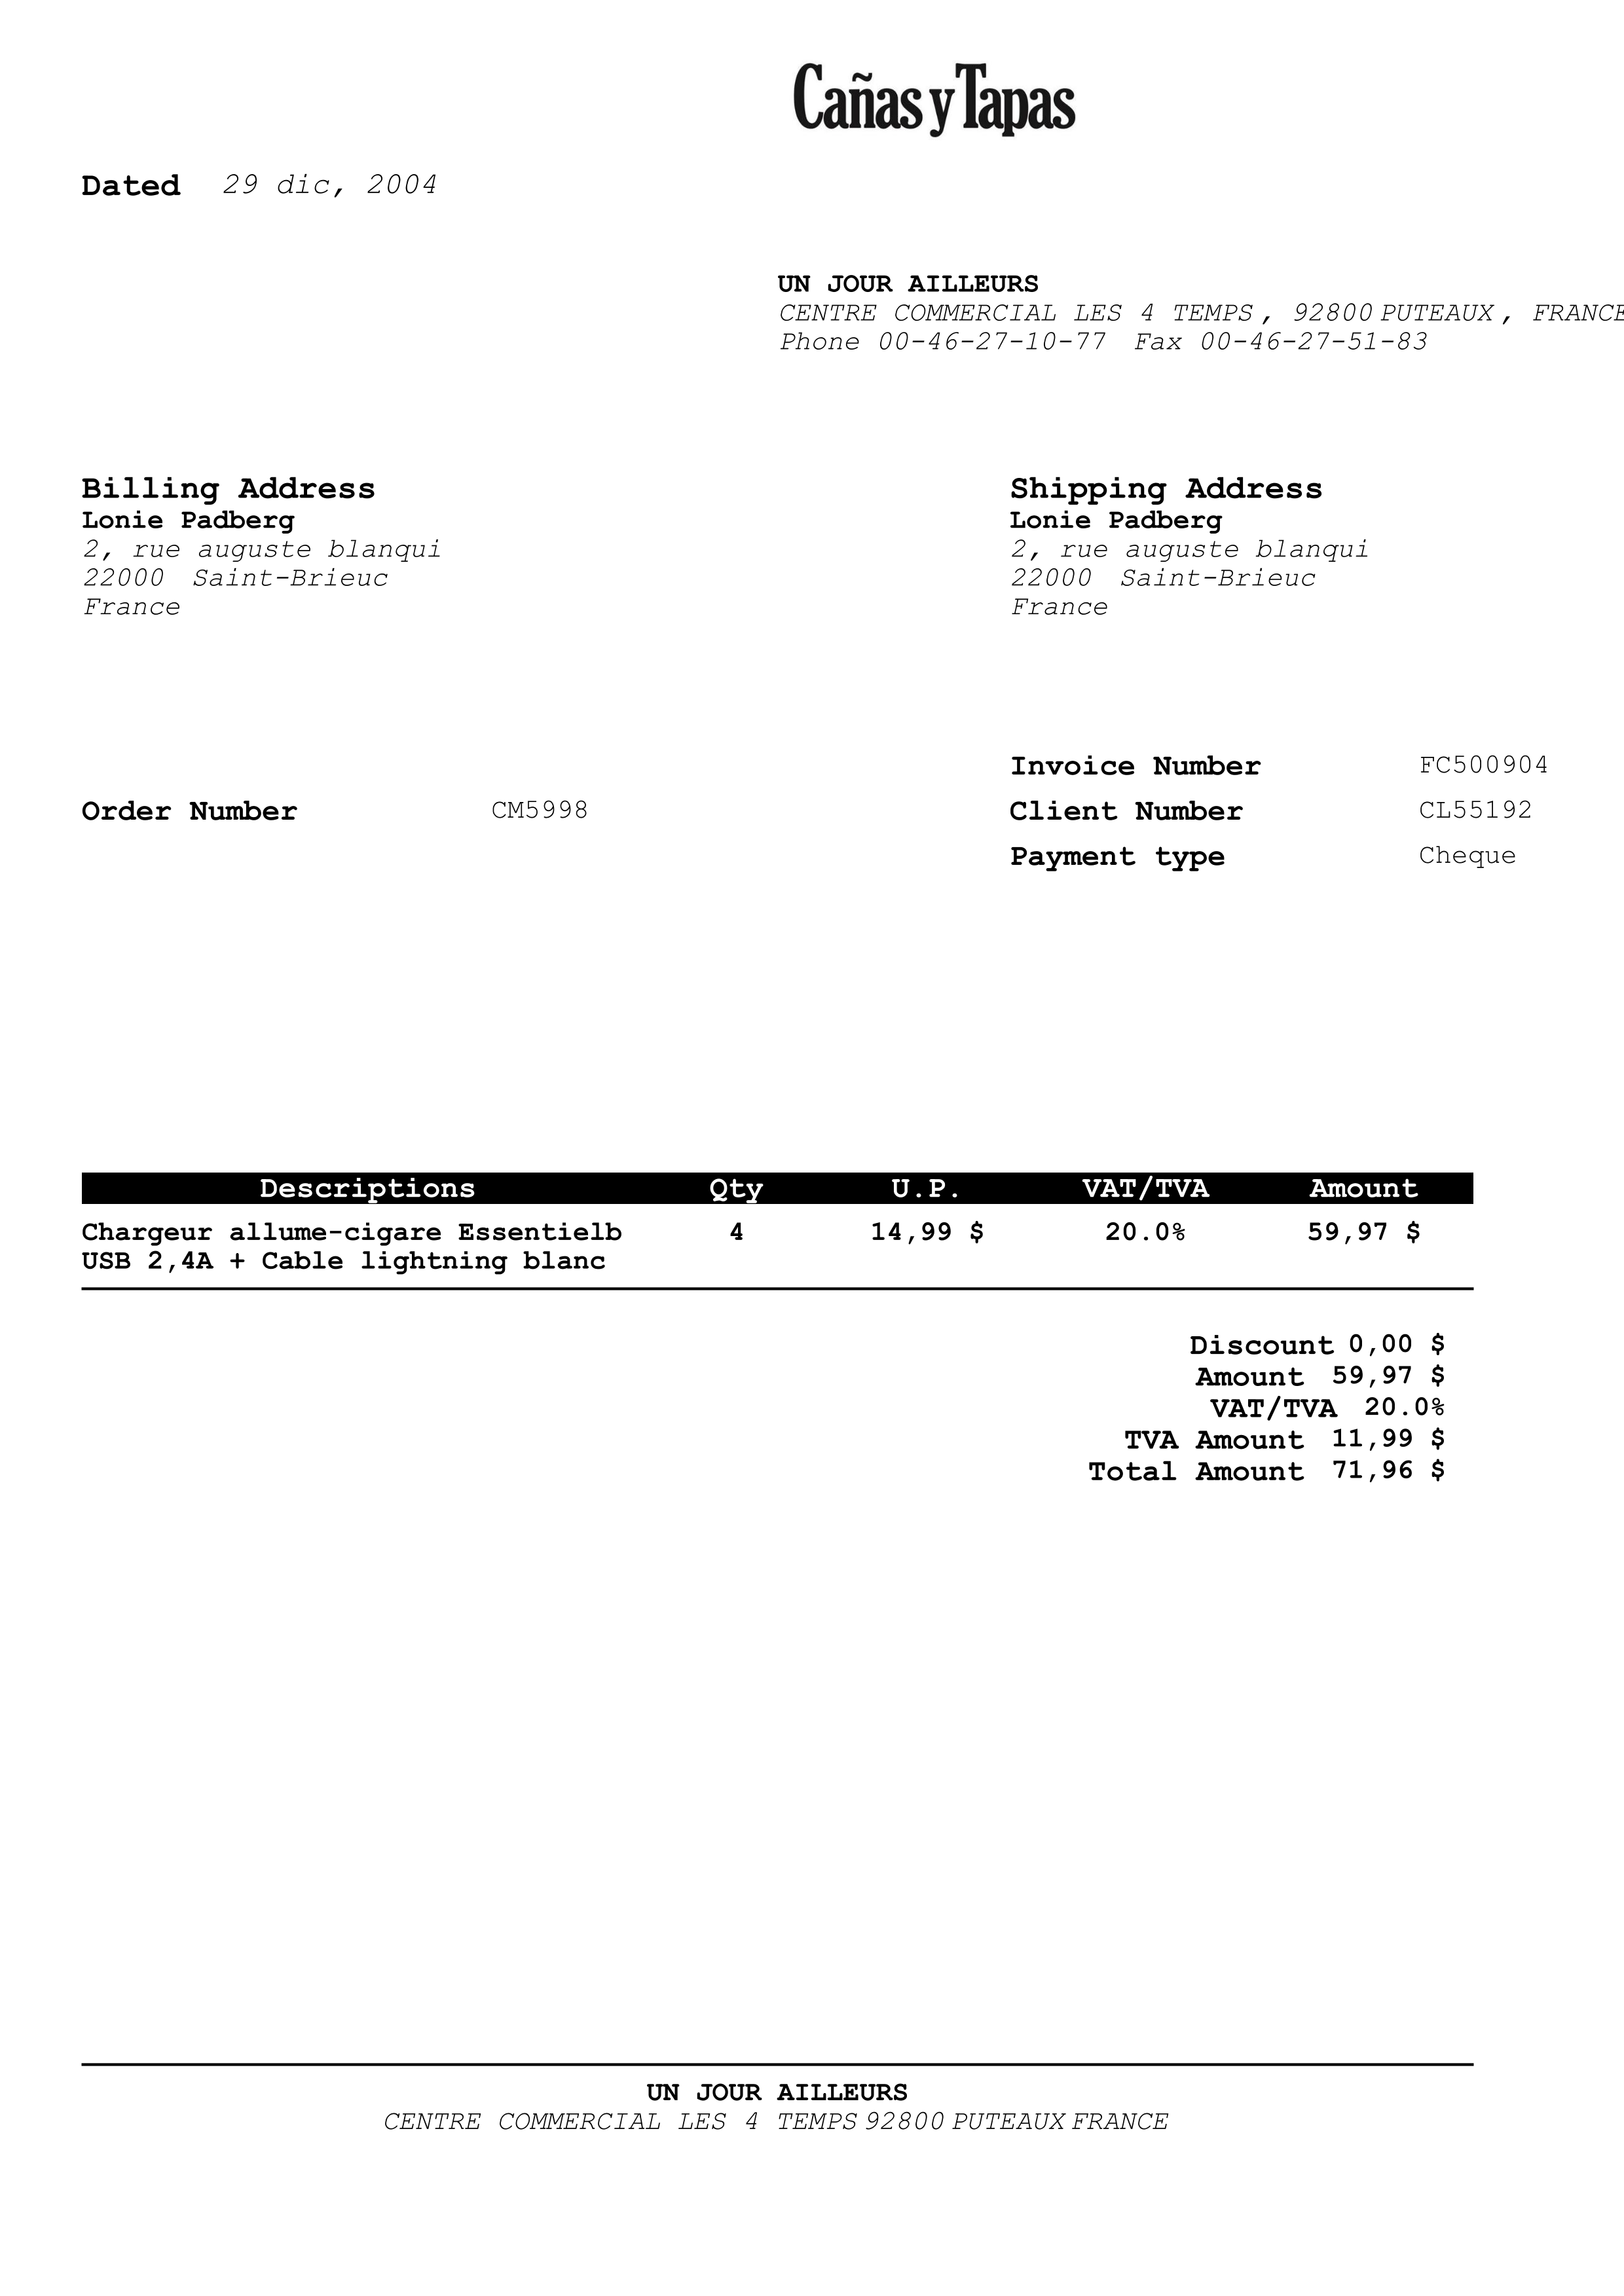 Cañas y Tapas
Dated 29 dic, 2004
UN JOUR AILLEURS
CENTRE COMMERCIAL LES 4 TEMPS, 92800 PUTEAUX, FRANCE
Phone 00-46-27-10-77 Fax 00-46-27-51-83
Billing Address
Lonie Padberg
2, rue auguste blanqui
22000 Saint-Brieuc
France
Shipping Address
Lonie Padberg
2, rue auguste blanqui
22000 Saint-Brieuc
France
Invoice Number FC500904
Order Number CM5998
Client Number CL55192
Payment type Cheque
Descriptions Qty U.P. VAT/TVA Amount
Chargeur allume-cigare Essentielb 4 14,99 $ 20.0% 59,97 $
USB 2,4A + Cable lightning blanc
Discount 0,00 $
Amount 59,97 $
VAT/TVA 20.0%
TVA Amount 11,99 $
Total Amount 71,96 $
UN JOUR AILLEURS
CENTRE COMMERCIAL LES 4 TEMPS 92800 PUTEAUX FRANCE